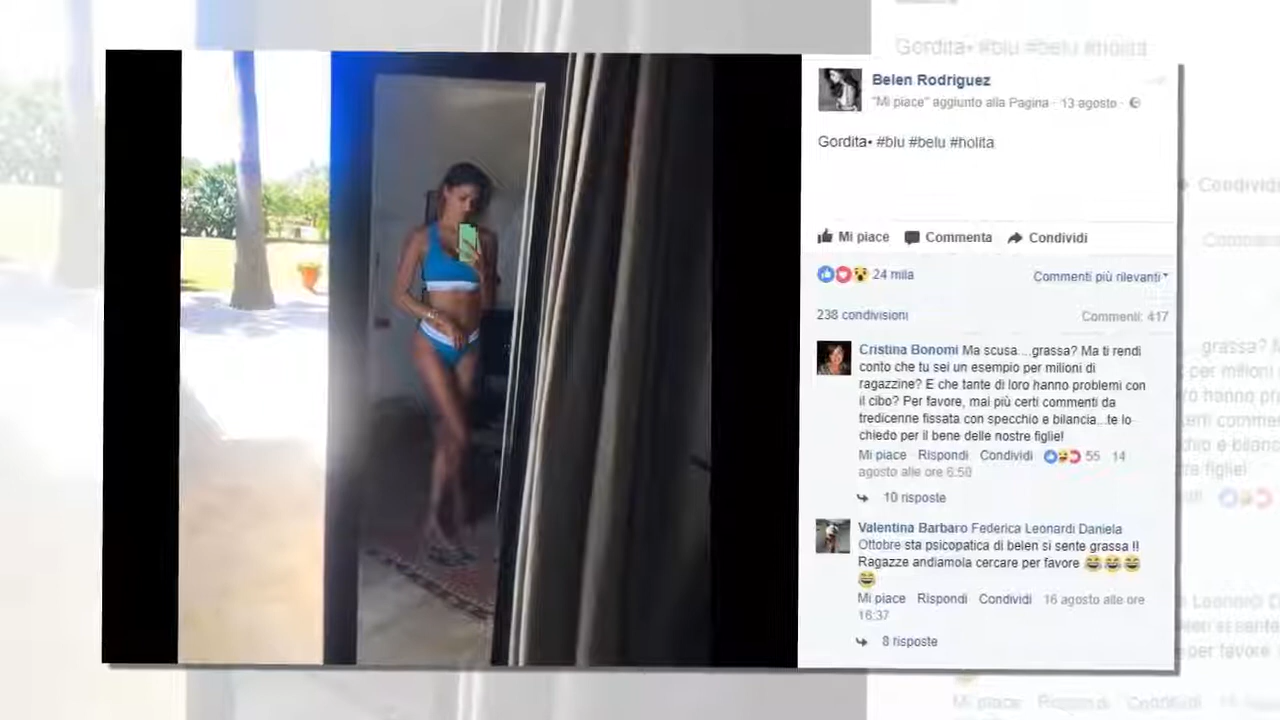 Gordita• #blu #belu #holita
Belen Rodriguez
"Mi piace" aggiunto alla Pagina · 13 agosto ·
Gordita• #blu #belu #holita
Mi piace Commenta Condividi
24 mila Commenti più rilevanti
238 condivisioni Commenti: 417
Cristina Bonomi Ma scusa....grassa? Ma ti rendi
conto che tu sei un esempio per milioni di
ragazzine? E che tante di loro hanno problemi con
il cibo? Per favore, mai più certi commenti da
tredicenne fissata con specchio e bilancia...te lo
chiedo per il bene delle nostre figlie!
Mi piace Rispondi Condividi 55 14
agosto alle ore 6:50
10 risposte
Valentina Barbaro Federica Leonardi Daniela
Ottobre sta psicopatica di belen si sente grassa !!
Ragazze andiamola cercare per favore 😂😂😂
😂
Mi piace Rispondi Condividi 16 agosto alle ore
16:37
8 risposte
Condividi